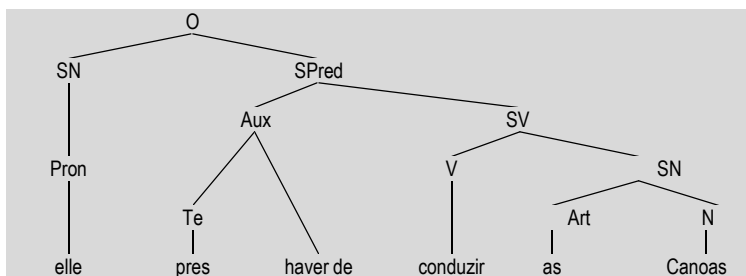 O
SN SPred
Aux SV
Pron V SN
Te Art N
elle pres haver de conduzir as Canoas